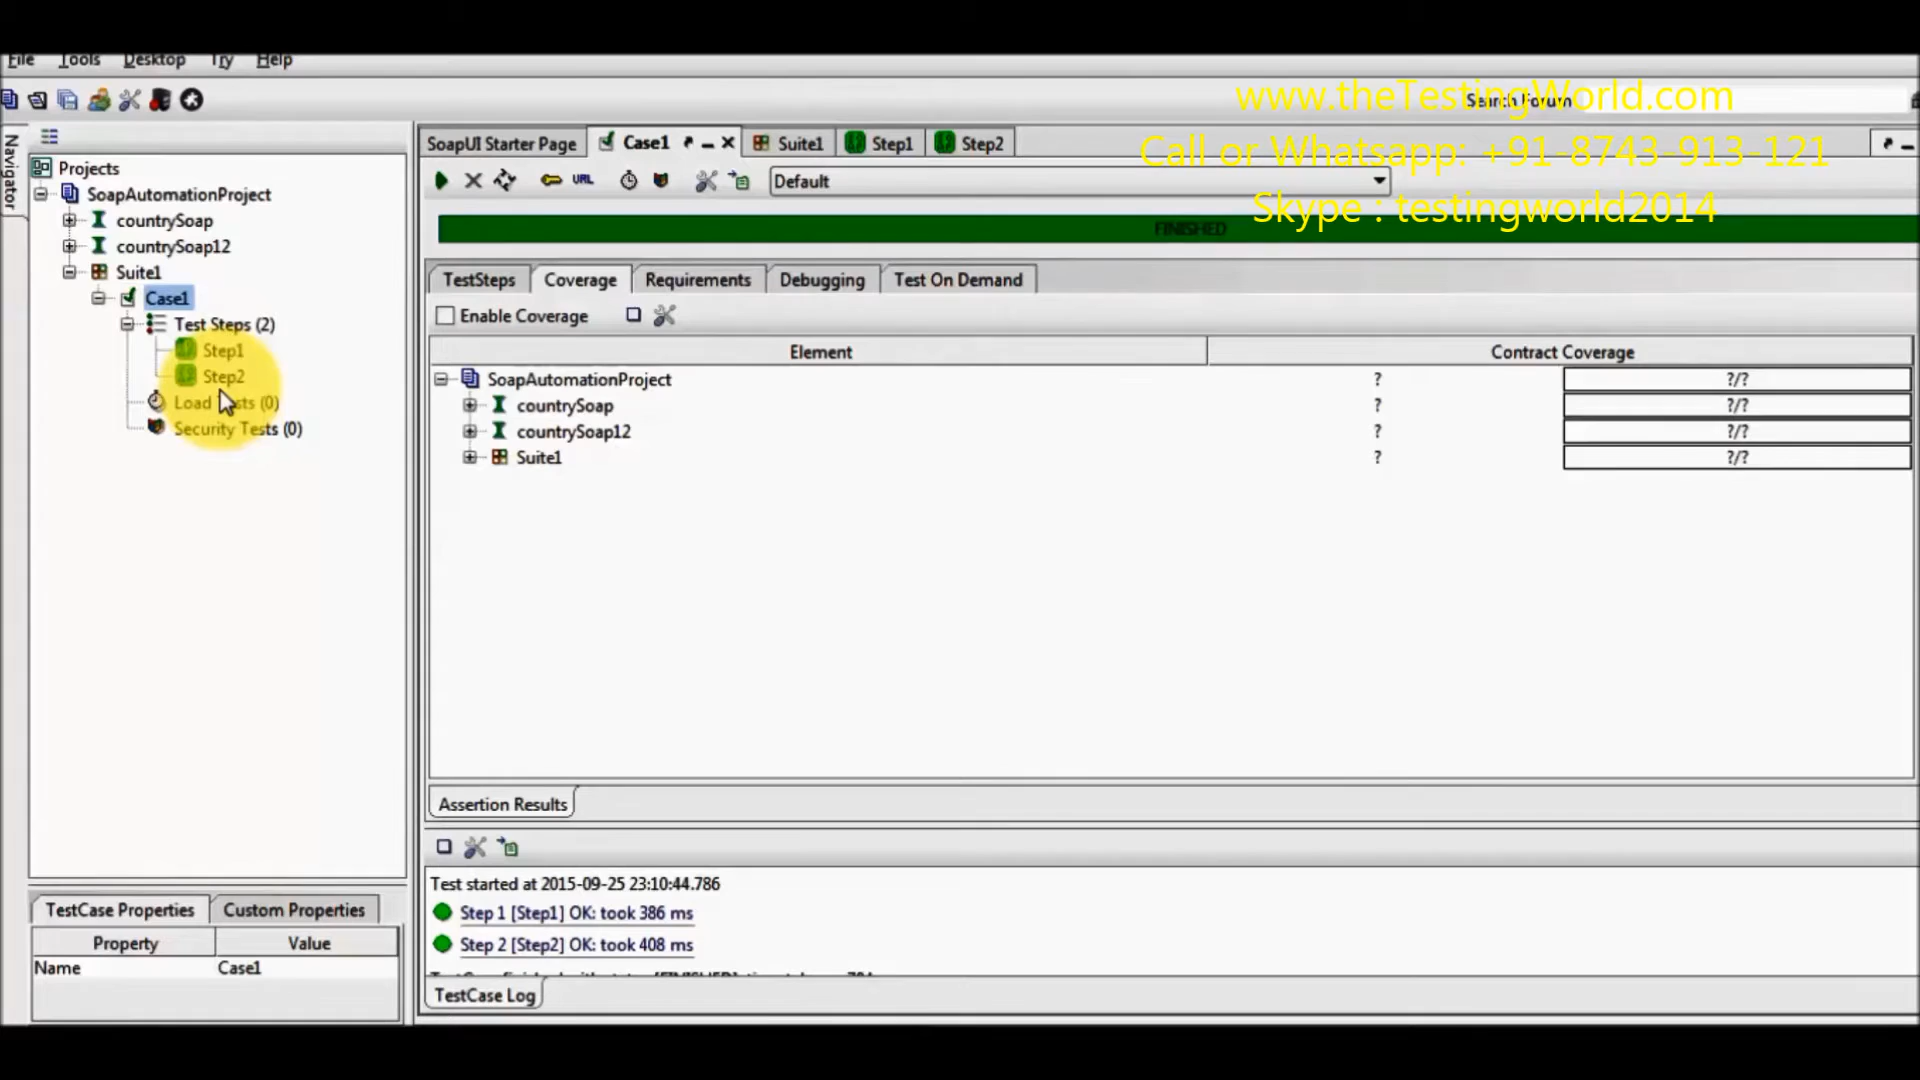 File Tools Desktop Try Help
www.theTestingWorld.com
Search Forum
Call or Whatsapp: +91-8743-913-121
Skype : testingworld2014
Navigator
Projects
SoapAutomationProject
countrySoap
countrySoap12
Suite1
Case1
Test Steps (2)
Step1
Step2
Load Tests (0)
Security Tests (0)
SoapUI Starter Page Case1 Suite1 Step1 Step2
URL Default
FINISHED
TestSteps Coverage Requirements Debugging Test On Demand
Enable Coverage
Element Contract Coverage
SoapAutomationProject ? ?/?
countrySoap ? ?/?
countrySoap12 ? ?/?
Suite1 ? ?/?
Assertion Results
Test started at 2015-09-25 23:10:44.786
Step 1 [Step1] OK: took 386 ms
Step 2 [Step2] OK: took 408 ms
TestCase Log
TestCase Properties Custom Properties
Property Value
Name Case1